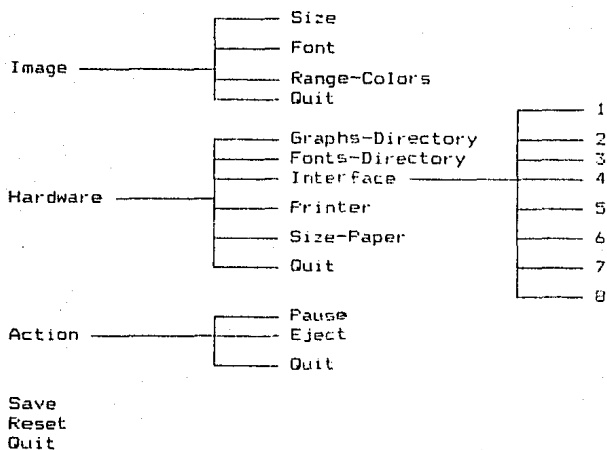 Size
Font
Image
Range-Colors
Quit
1
Graphs-Directory
2
Fonts-Directory
3
Interface
4
Hardware
Printer
5
Size-Paper
6
Quit
7
8
Pause
Action
Eject
Quit
Save
Reset
Quit